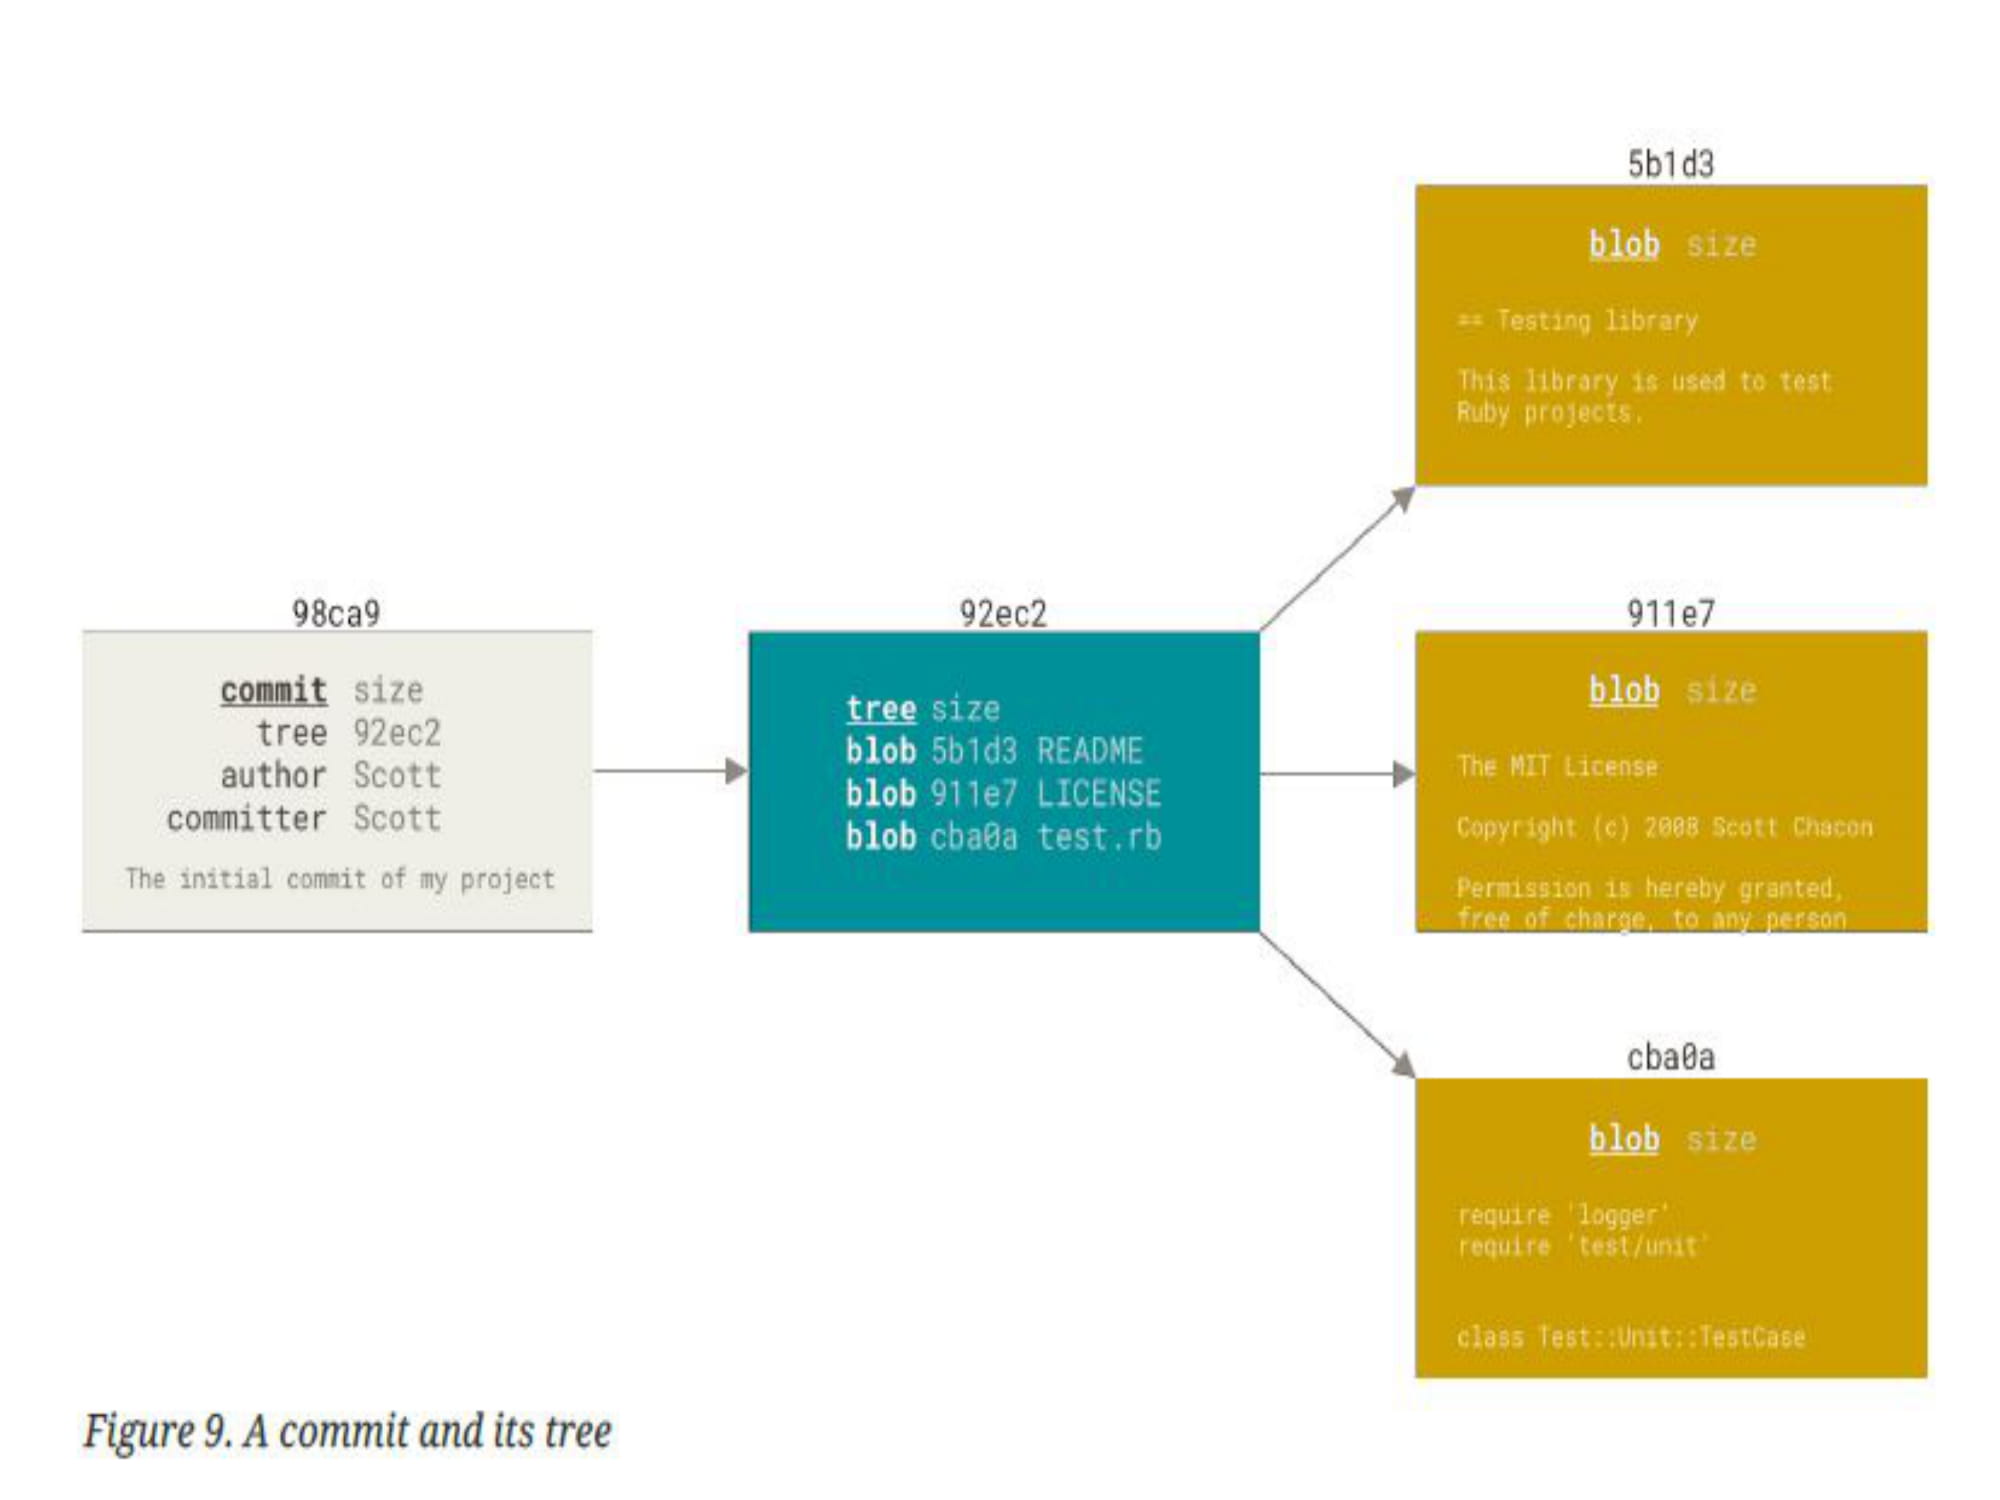 98ca9
commit size
tree 92ec2
author Scott
committer Scott
The initial commit of my project
92ec2
tree size
blob 5b1d3 README
blob 911e7 LICENSE
blob cba0a test.rb
5b1d3
blob size
== Testing library
This library is used to test
Ruby projects.
911e7
blob size
The MIT License
Copyright (c) 2008 Scott Chacon
Permission is hereby granted,
free of charge, to any person
cba0a
blob size
require 'logger'
require 'test/unit'
class Test::Unit::TestCase
Figure 9. A commit and its tree